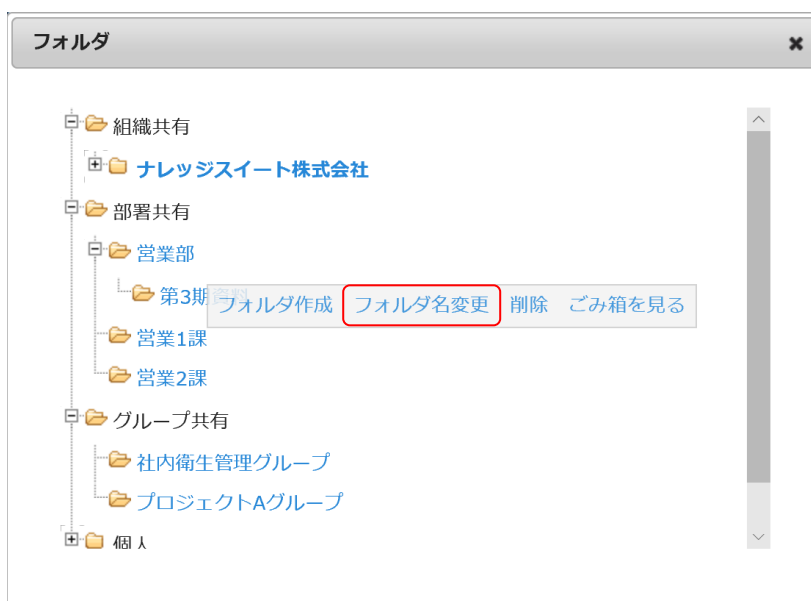 フォルダ
組織共有
ナレッジスイート株式会社
部署共有
営業部
第3期資料
フォルダ作成 フォルダ名変更 削除 ごみ箱を見る
営業1課
営業2課
グループ共有
社内衛生管理グループ
プロジェクトAグループ
個人